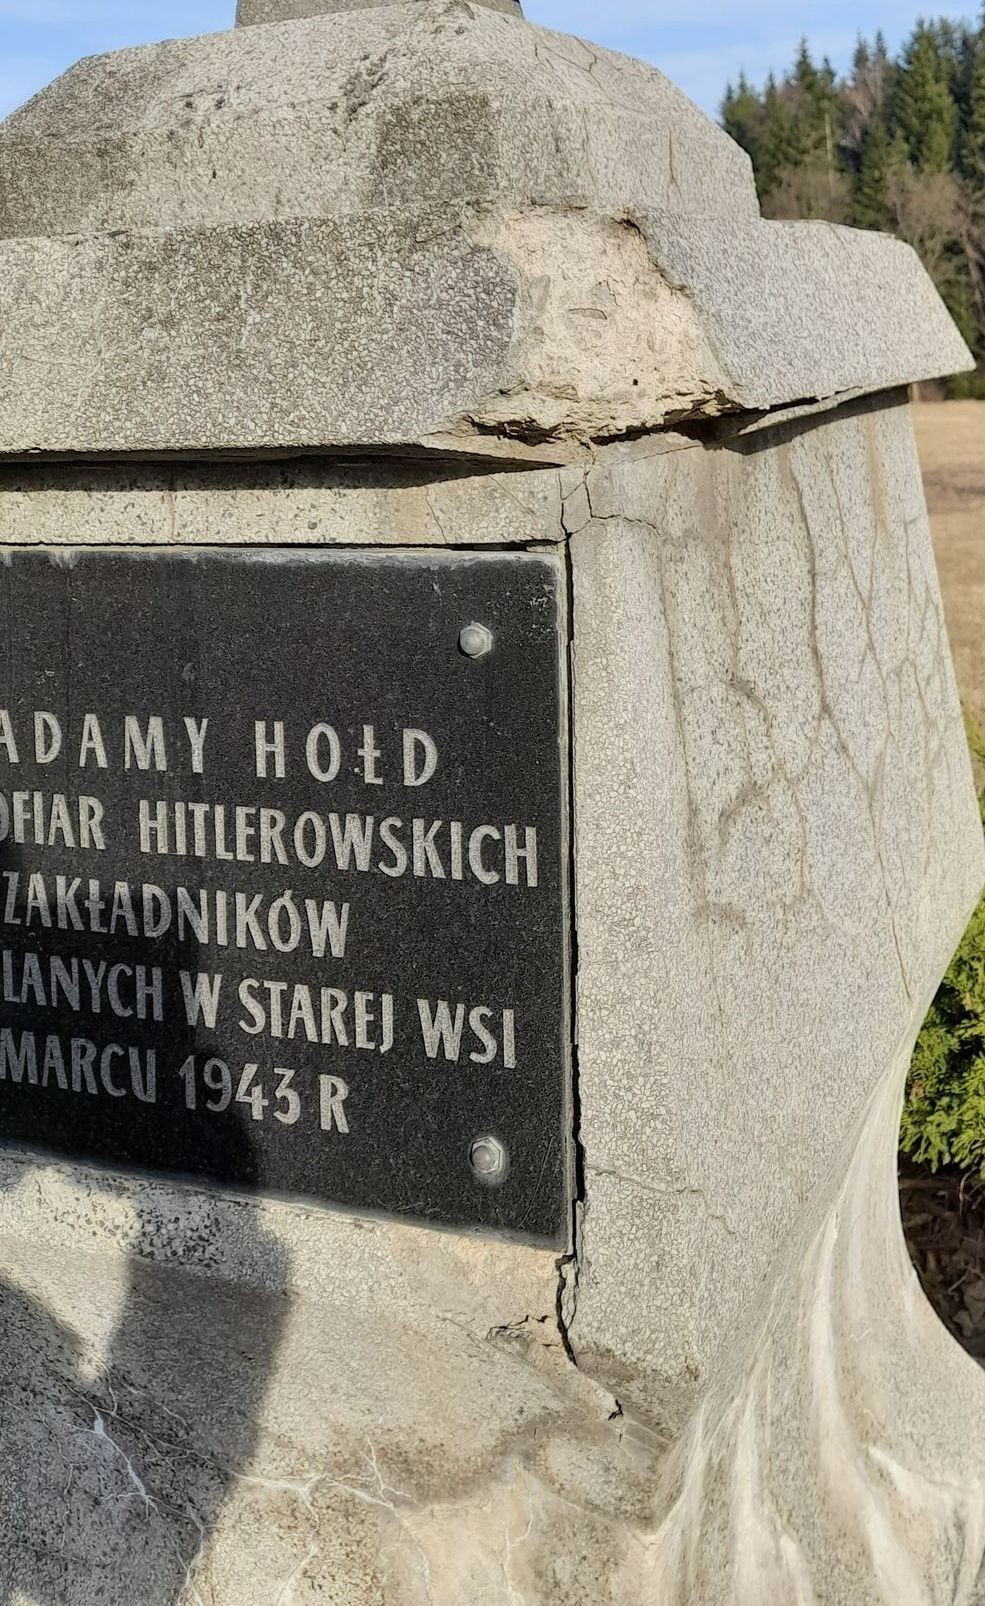 ADAMY HOŁD
OFIAR HITLEROWSKICH
ZAKŁADNIKÓW
LANYCH W STAREJ WSI
MARCU 1943 R